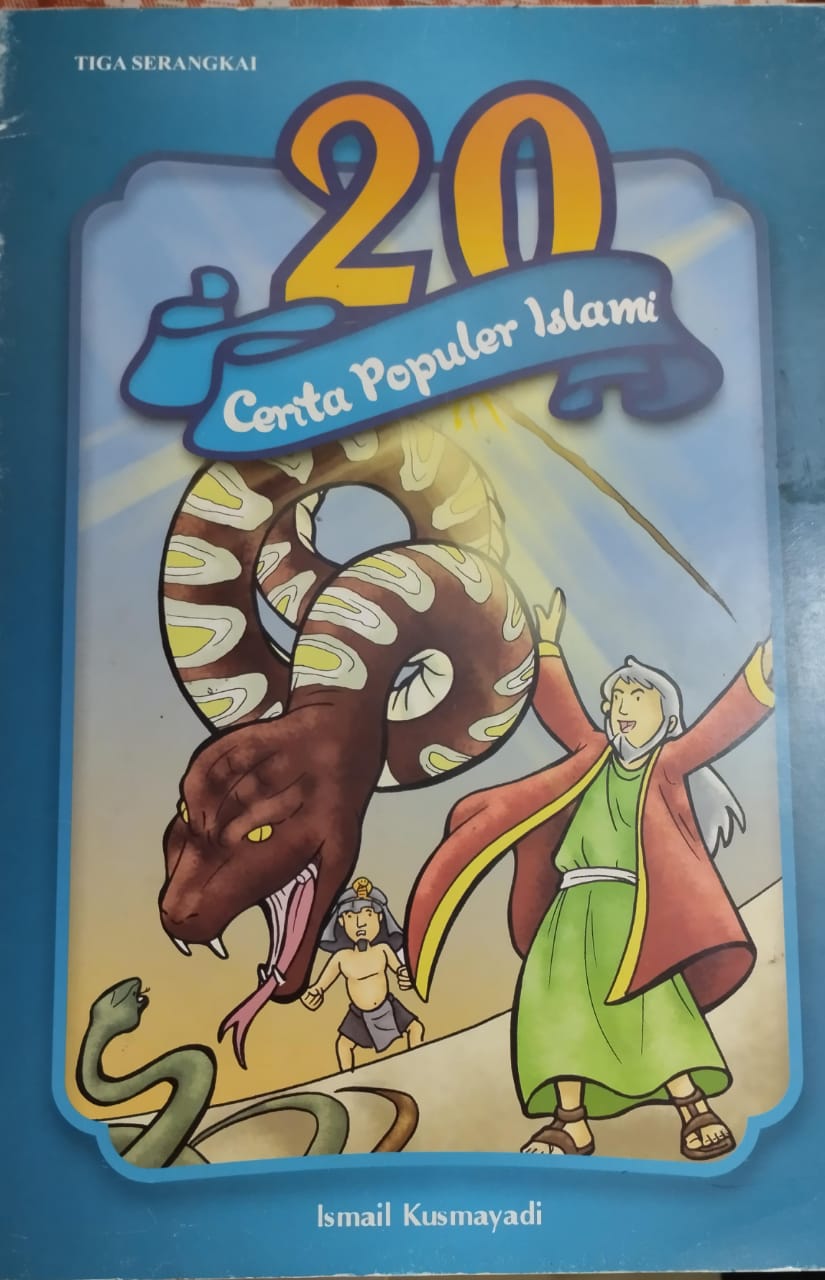 TIGA SERANGKAI
20
Cerita Populer Islami
Ismail Kusmayadi